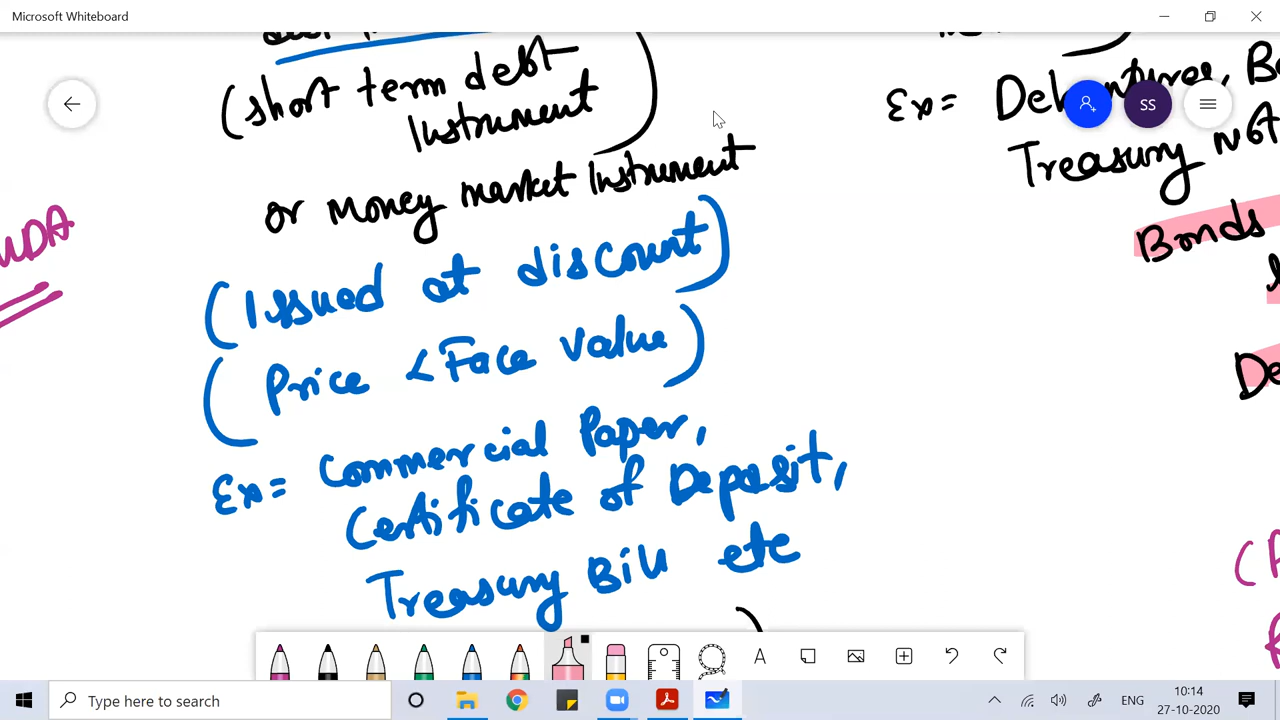 Microsoft Whiteboard
(short term debt
Instrument)
or Money market Instrument
(Issued at discount)
(Price < Face value)
Ex= Commercial Paper,
Certificate of Deposit,
Treasury Bill etc
Ex=
Treasury
Bonds
SS
Type here to search
ENG
10:14
27-10-2020